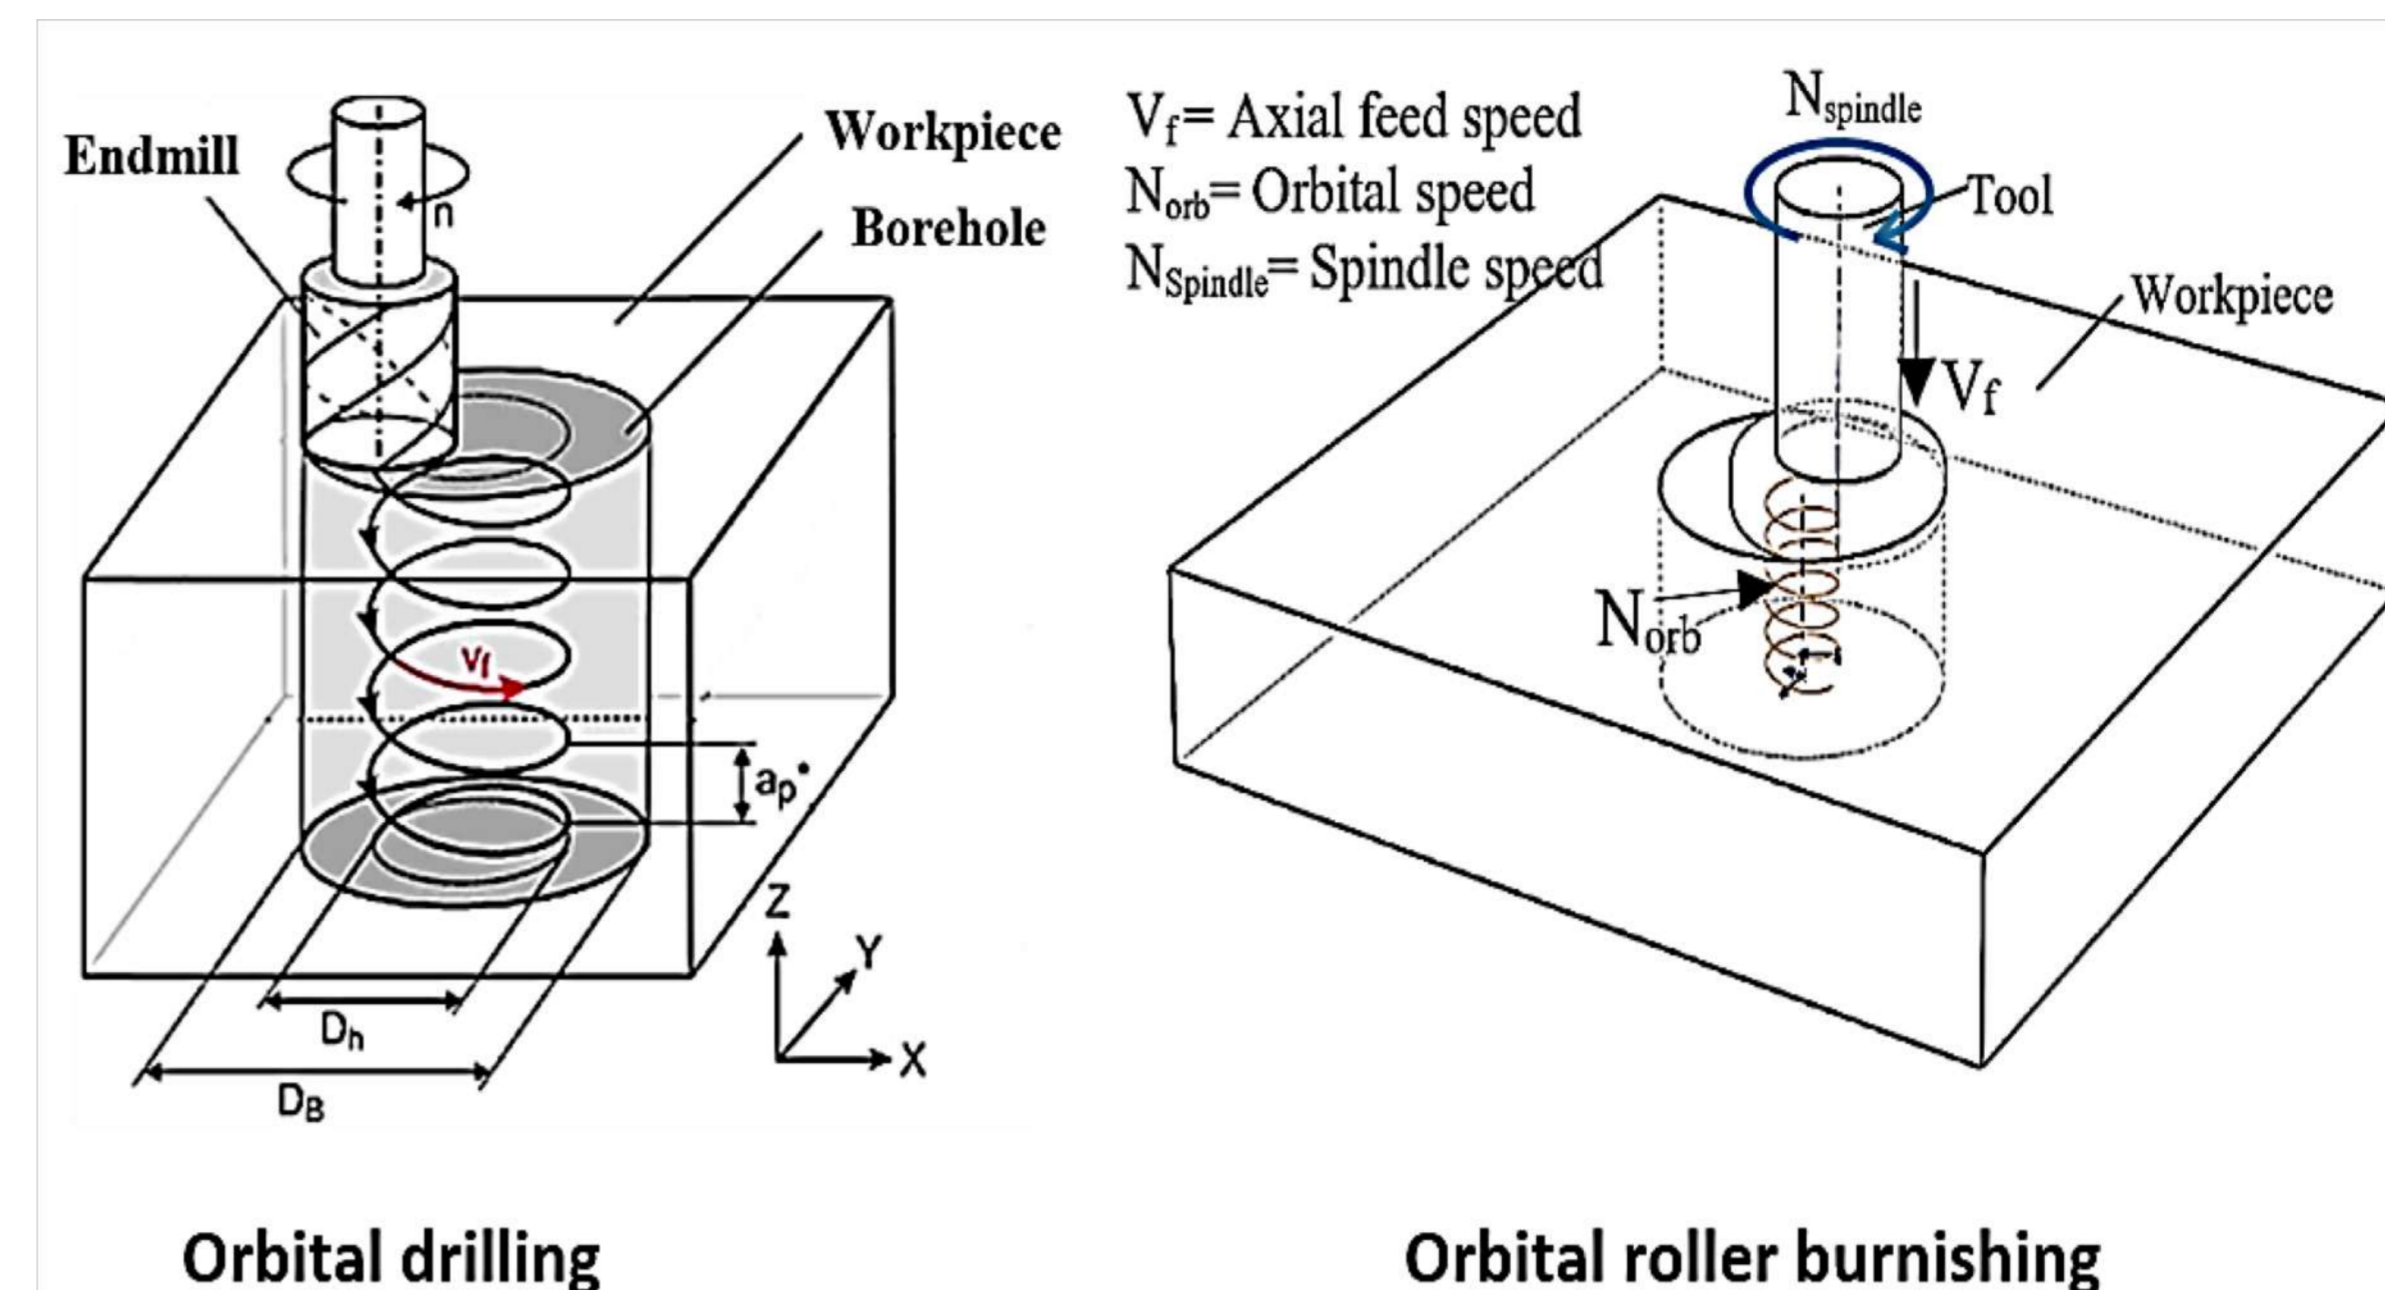 Endmill
n
Workpiece
Borehole
vf
ap*
Dh
DB
Z
Y
X
Orbital drilling
Vf= Axial feed speed
Norb= Orbital speed
NSpindle= Spindle speed
Nspindle
Tool
Workpiece
Vf
Norb
Orbital roller burnishing